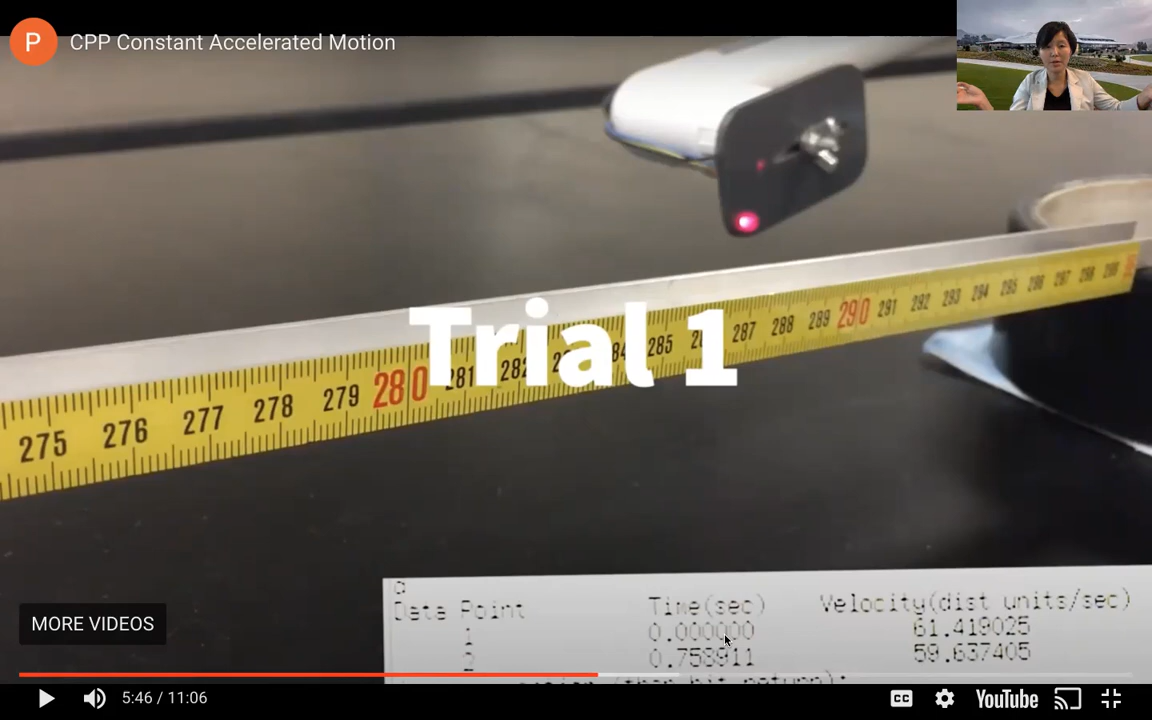 P CPP Constant Accelerated Motion
Trial 1
275 276 277 278 279 280 281 282 285 287 288 289 290 291 292 293 294 295 296 297 298
Data Point Time(sec) Velocity(dist units/sec)
1 0.000000 61.419025
2 0.758911 59.637405
MORE VIDEOS
5:46 / 11:06
CC
YouTube